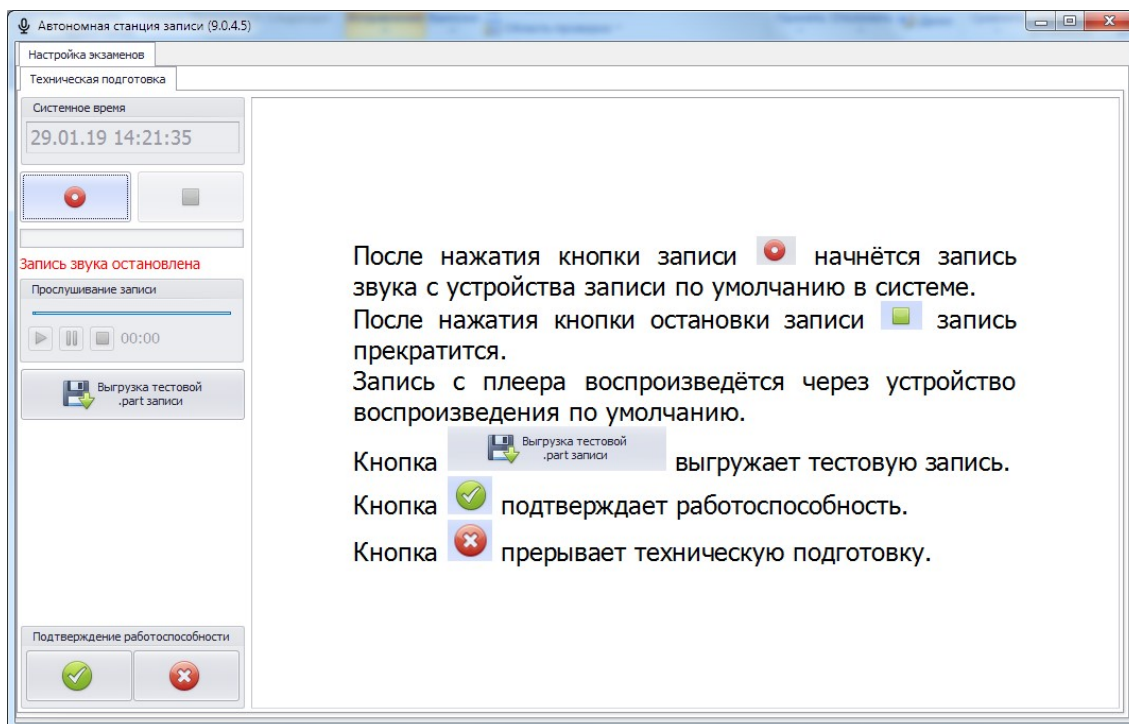 Автономная станция записи (9.0.4.5)
Настройка экзаменов
Техническая подготовка
Системное время
29.01.19 14:21:35
Запись звука остановлена
Прослушивание записи
00:00
Выгрузка тестовой
.part записи
Подтверждение работоспособности
После нажатия кнопки записи начнётся запись
звука с устройства записи по умолчанию в системе.
После нажатия кнопки остановки записи запись
прекратится.
Запись с плеера воспроизведётся через устройство
воспроизведения по умолчанию.
Кнопка Выгрузка тестовой .part записи выгружает тестовую запись.
Кнопка подтверждает работоспособность.
Кнопка прерывает техническую подготовку.